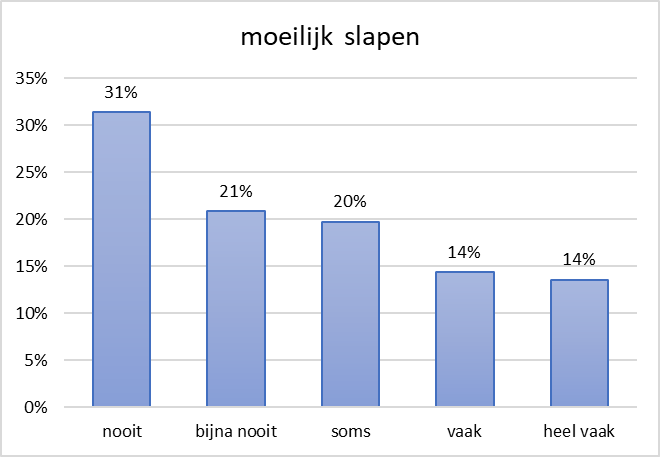 moeilijk slapen
35%
30%
25%
20%
15%
10%
5%
0%
31%
21%
20%
14%
14%
nooit
bijna nooit
soms
vaak
heel vaak